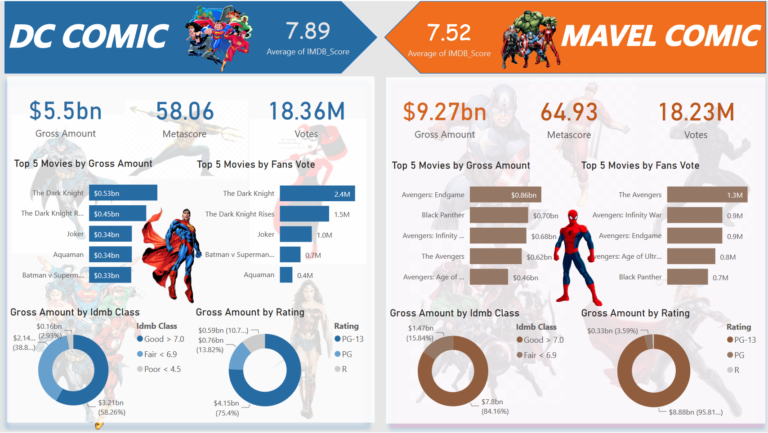 DC COMIC
7.89
Average of IMDB_Score
7.52
Average of IMDB_Score
MAVEL COMIC
$5.5bn
Gross Amount
58.06
Metascore
18.36M
Votes
Top 5 Movies by Gross Amount
The Dark Knight $0.53bn
The Dark Knight R... $0.45bn
Joker $0.34bn
Aquaman $0.34bn
Batman v Superm... $0.33bn
Top 5 Movies by Fans Vote
The Dark Knight 2.4M
The Dark Knight Rises 1.5M
Joker 1.0M
Batman v Superman... 0.7M
Aquaman 0.4M
Gross Amount by Idmb Class
$0.16bn
(2.93%)
$2.14...
(38.8...)
$3.21bn
(58.26%)
Idmb Class
Good > 7.0
Fair < 6.9
Poor < 4.5
Gross Amount by Rating
$0.59bn (10.7...)
$0.76bn
(13.82%)
$4.15bn
(75.4%)
Rating
PG-13
PG
R
$9.27bn
Gross Amount
64.93
Metascore
18.23M
Votes
Top 5 Movies by Gross Amount
Avengers: Endgame $0.86bn
Black Panther $0.70bn
Avengers: Infinity ... $0.68bn
The Avengers $0.62bn
Avengers: Age of ... $0.46bn
Top 5 Movies by Fans Vote
The Avengers 1.3M
Avengers: Infinity War 0.9M
Avengers: Endgame 0.9M
vengers: Age of Ultr... 0.8M
Black Panther 0.7M
Gross Amount by Idmb Class
$1.47bn
(15.84%)
$7.8bn
(84.16%)
Idmb Class
Good > 7.0
Fair < 6.9
Gross Amount by Rating
$0.33bn (3.59%)
$8.88bn (95.81...)
Rating
PG-13
PG
R